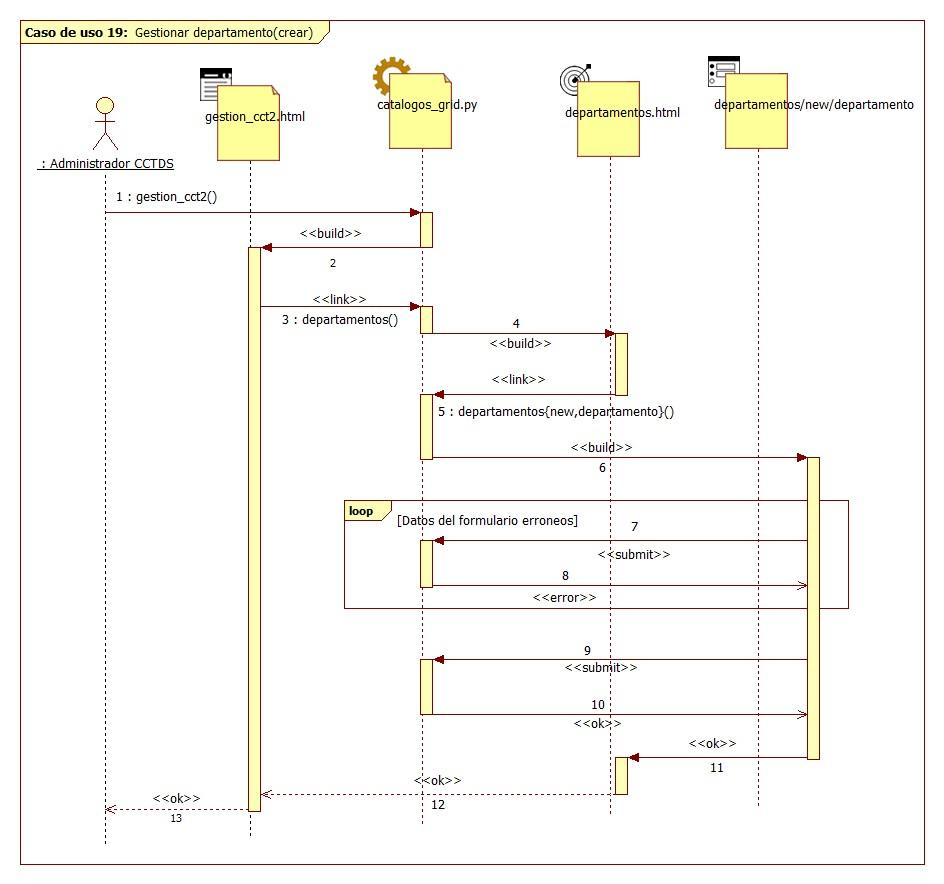 Caso de uso 19: Gestionar departamento(crear)
gestion_cct2.html
catalogos_grid.py
departamentos.html
departamentos/new/departamento
: Administrador CCTDS
1 : gestion_cct2()
<<build>>
2
<<link>>
3 : departamentos()
4
<<build>>
<<link>>
5 : departamentos{new,departamento}()
<<build>>
6
loop
[Datos del formulario erroneos]
7
<<submit>>
8
<<error>>
9
<<submit>>
10
<<ok>>
<<ok>>
11
<<ok>>
12
<<ok>>
13